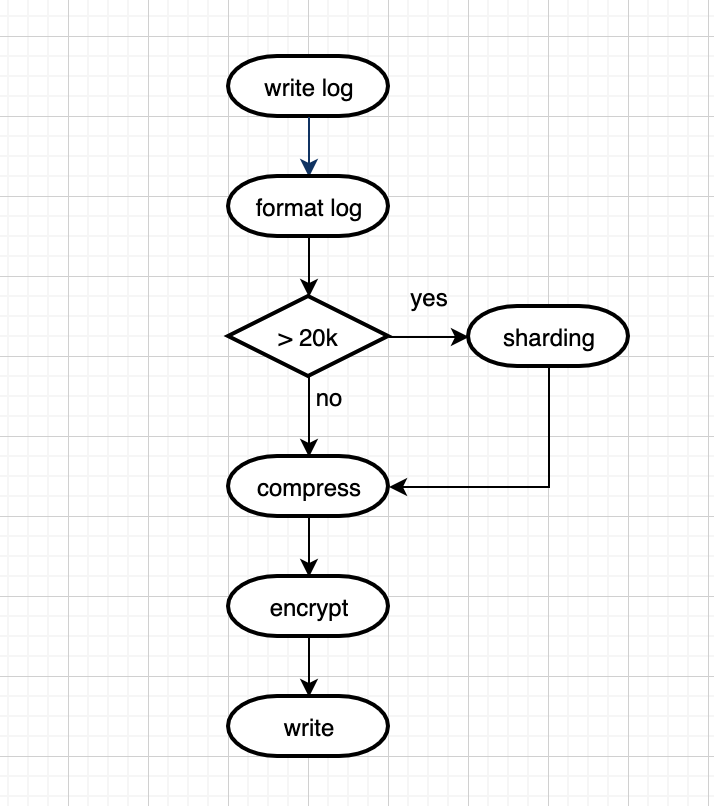 write log
format log
yes
> 20k
sharding
no
compress
encrypt
write